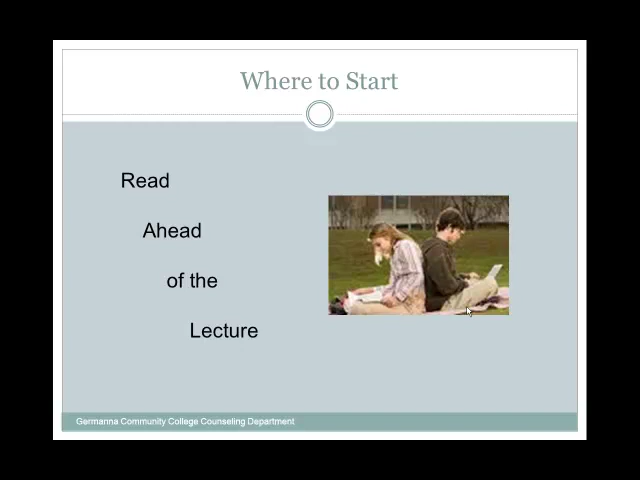 Where to Start
Read
Ahead
of the
Lecture
Germanna Community College Counseling Department